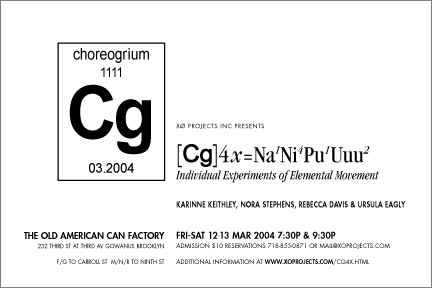 choreogrium
1111
Cg
03.2004
XØ PROJECTS INC PRESENTS
[Cg]4x=Na¹Ni⁴Pu¹Uuu²
Individual Experiments of Elemental Movement
KARINNE KEITHLEY, NORA STEPHENS, REBECCA DAVIS & URSULA EAGLY
THE OLD AMERICAN CAN FACTORY
232 THIRD ST AT THIRD AV GOWANUS BROOKLYN
F/G TO CARROLL ST M/N/R TO NINTH ST
FRI-SAT 12-13 MAR 2004 7:30P & 9:30P
ADMISSION $10 RESERVATIONS 718-855-0871 OR MAIL@XOPROJECTS.COM
ADDITIONAL INFORMATION AT WWW.XOPROJECTS.COM/CG4X.HTML